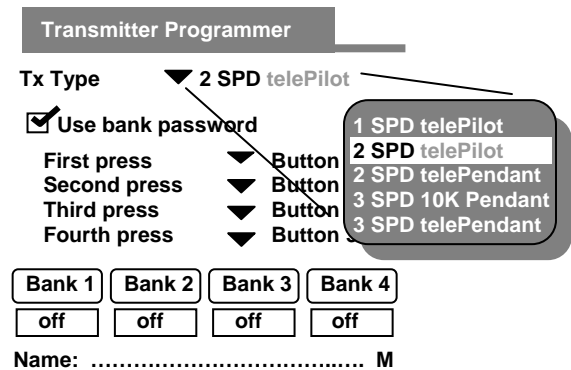 Transmitter Programmer
Tx Type 2 SPD telePilot
Use bank password
First press Button
Second press Button
Third press Button
Fourth press Button
1 SPD telePilot
2 SPD telePilot
2 SPD telePendant
3 SPD 10K Pendant
3 SPD telePendant
Bank 1 Bank 2 Bank 3 Bank 4
off off off off
Name: ………………………………….. M